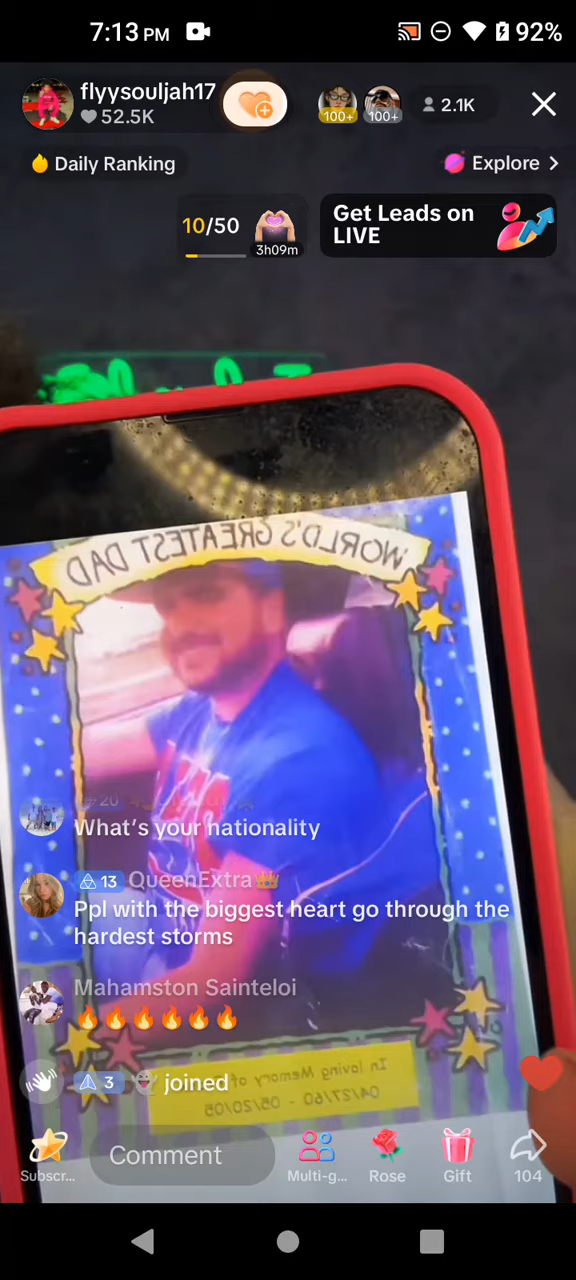 7:13 PM
92%
flyysouljah17
52.5K
100+
100+
2.1K
Daily Ranking
Explore >
10/50
3h09m
Get Leads on
LIVE
WORLD'S GREATEST DAD
20
What's your nationality
13 QueenExtra👑
Ppl with the biggest heart go through the
hardest storms
Mahamston Sainteloi
🔥🔥🔥🔥🔥🔥
In loving Memory of
04/27/60 - 05/20/05
3 👻 joined
Subscr...
Comment
Multi-g...
Rose
Gift
104